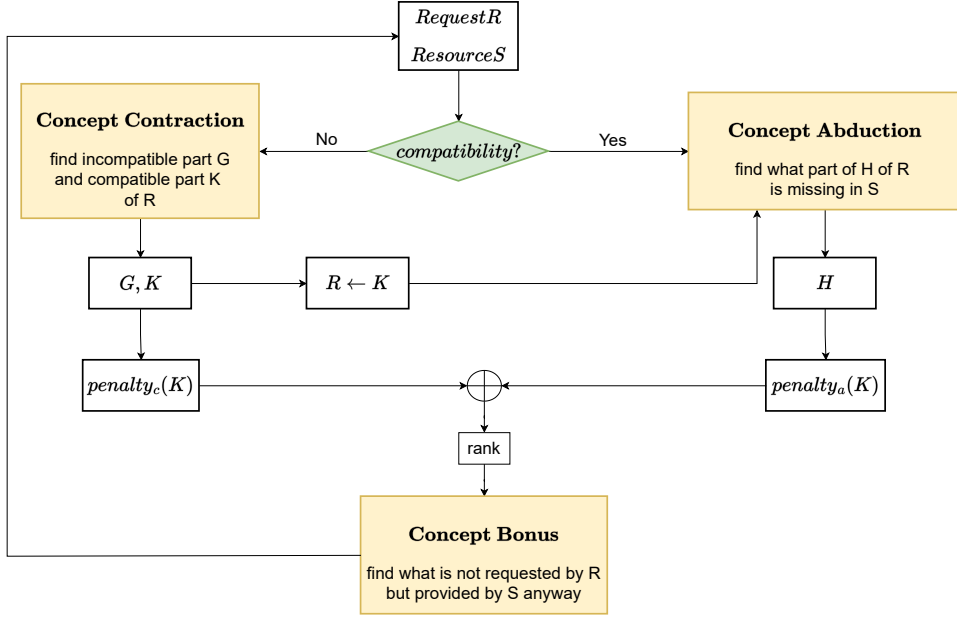 RequestR
ResourceS
Concept Contraction
find incompatible part G
and compatible part K
of R
No
compatibility?
Yes
Concept Abduction
find what part of H of R
is missing in S
G, K
R ← K
H
penalty_c(K)
penalty_a(K)
rank
Concept Bonus
find what is not requested by R
but provided by S anyway